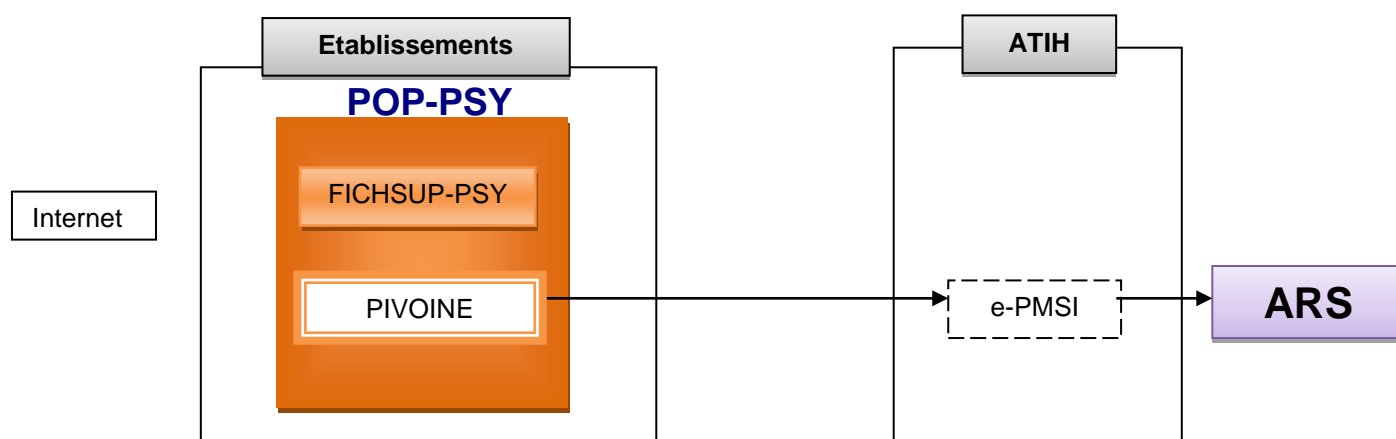 Etablissements
ATIH
POP-PSY
FICHSUP-PSY
Internet
PIVOINE
e-PMSI
ARS